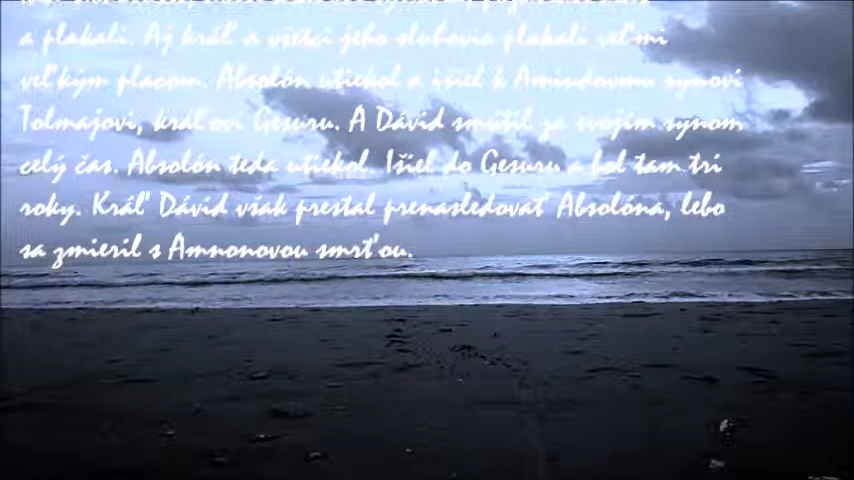 a plakali. Aj kráľ a všetci jeho sluhovia plakali veľmi
veľkým plačom. Absolón utiekol a išiel k Amiudovmu synovi
Tolmajovi, kráľovi Gesuru. A Dávid smútil za svojím synom
celý čas. Absolón teda utiekol. Išiel do Gesuru a bol tam tri
roky. Kráľ Dávid však prestal prenasledovať Absolóna, lebo
sa zmieril s Amnonovou smrťou.